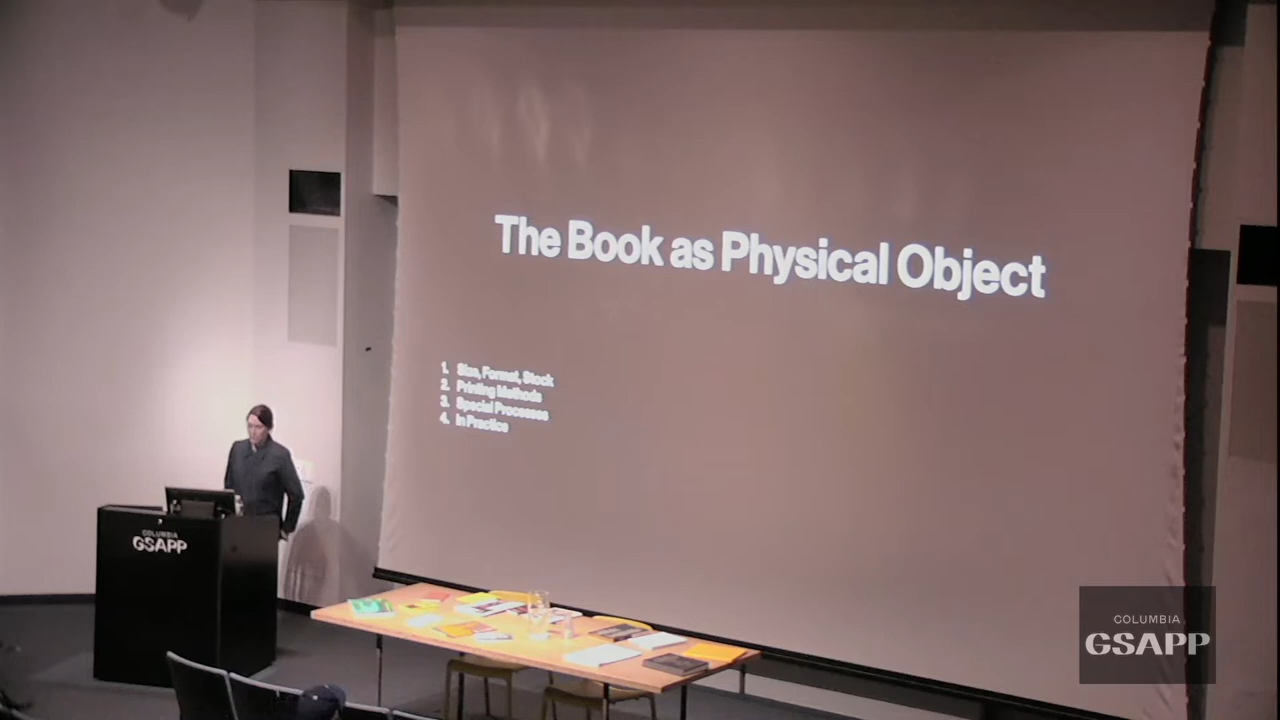 The Book as Physical Object
1. Size, Format, Stock
2. Printing Methods
3. Special Processes
4. In Practice
COLUMBIA
GSAPP
COLUMBIA
GSAPP